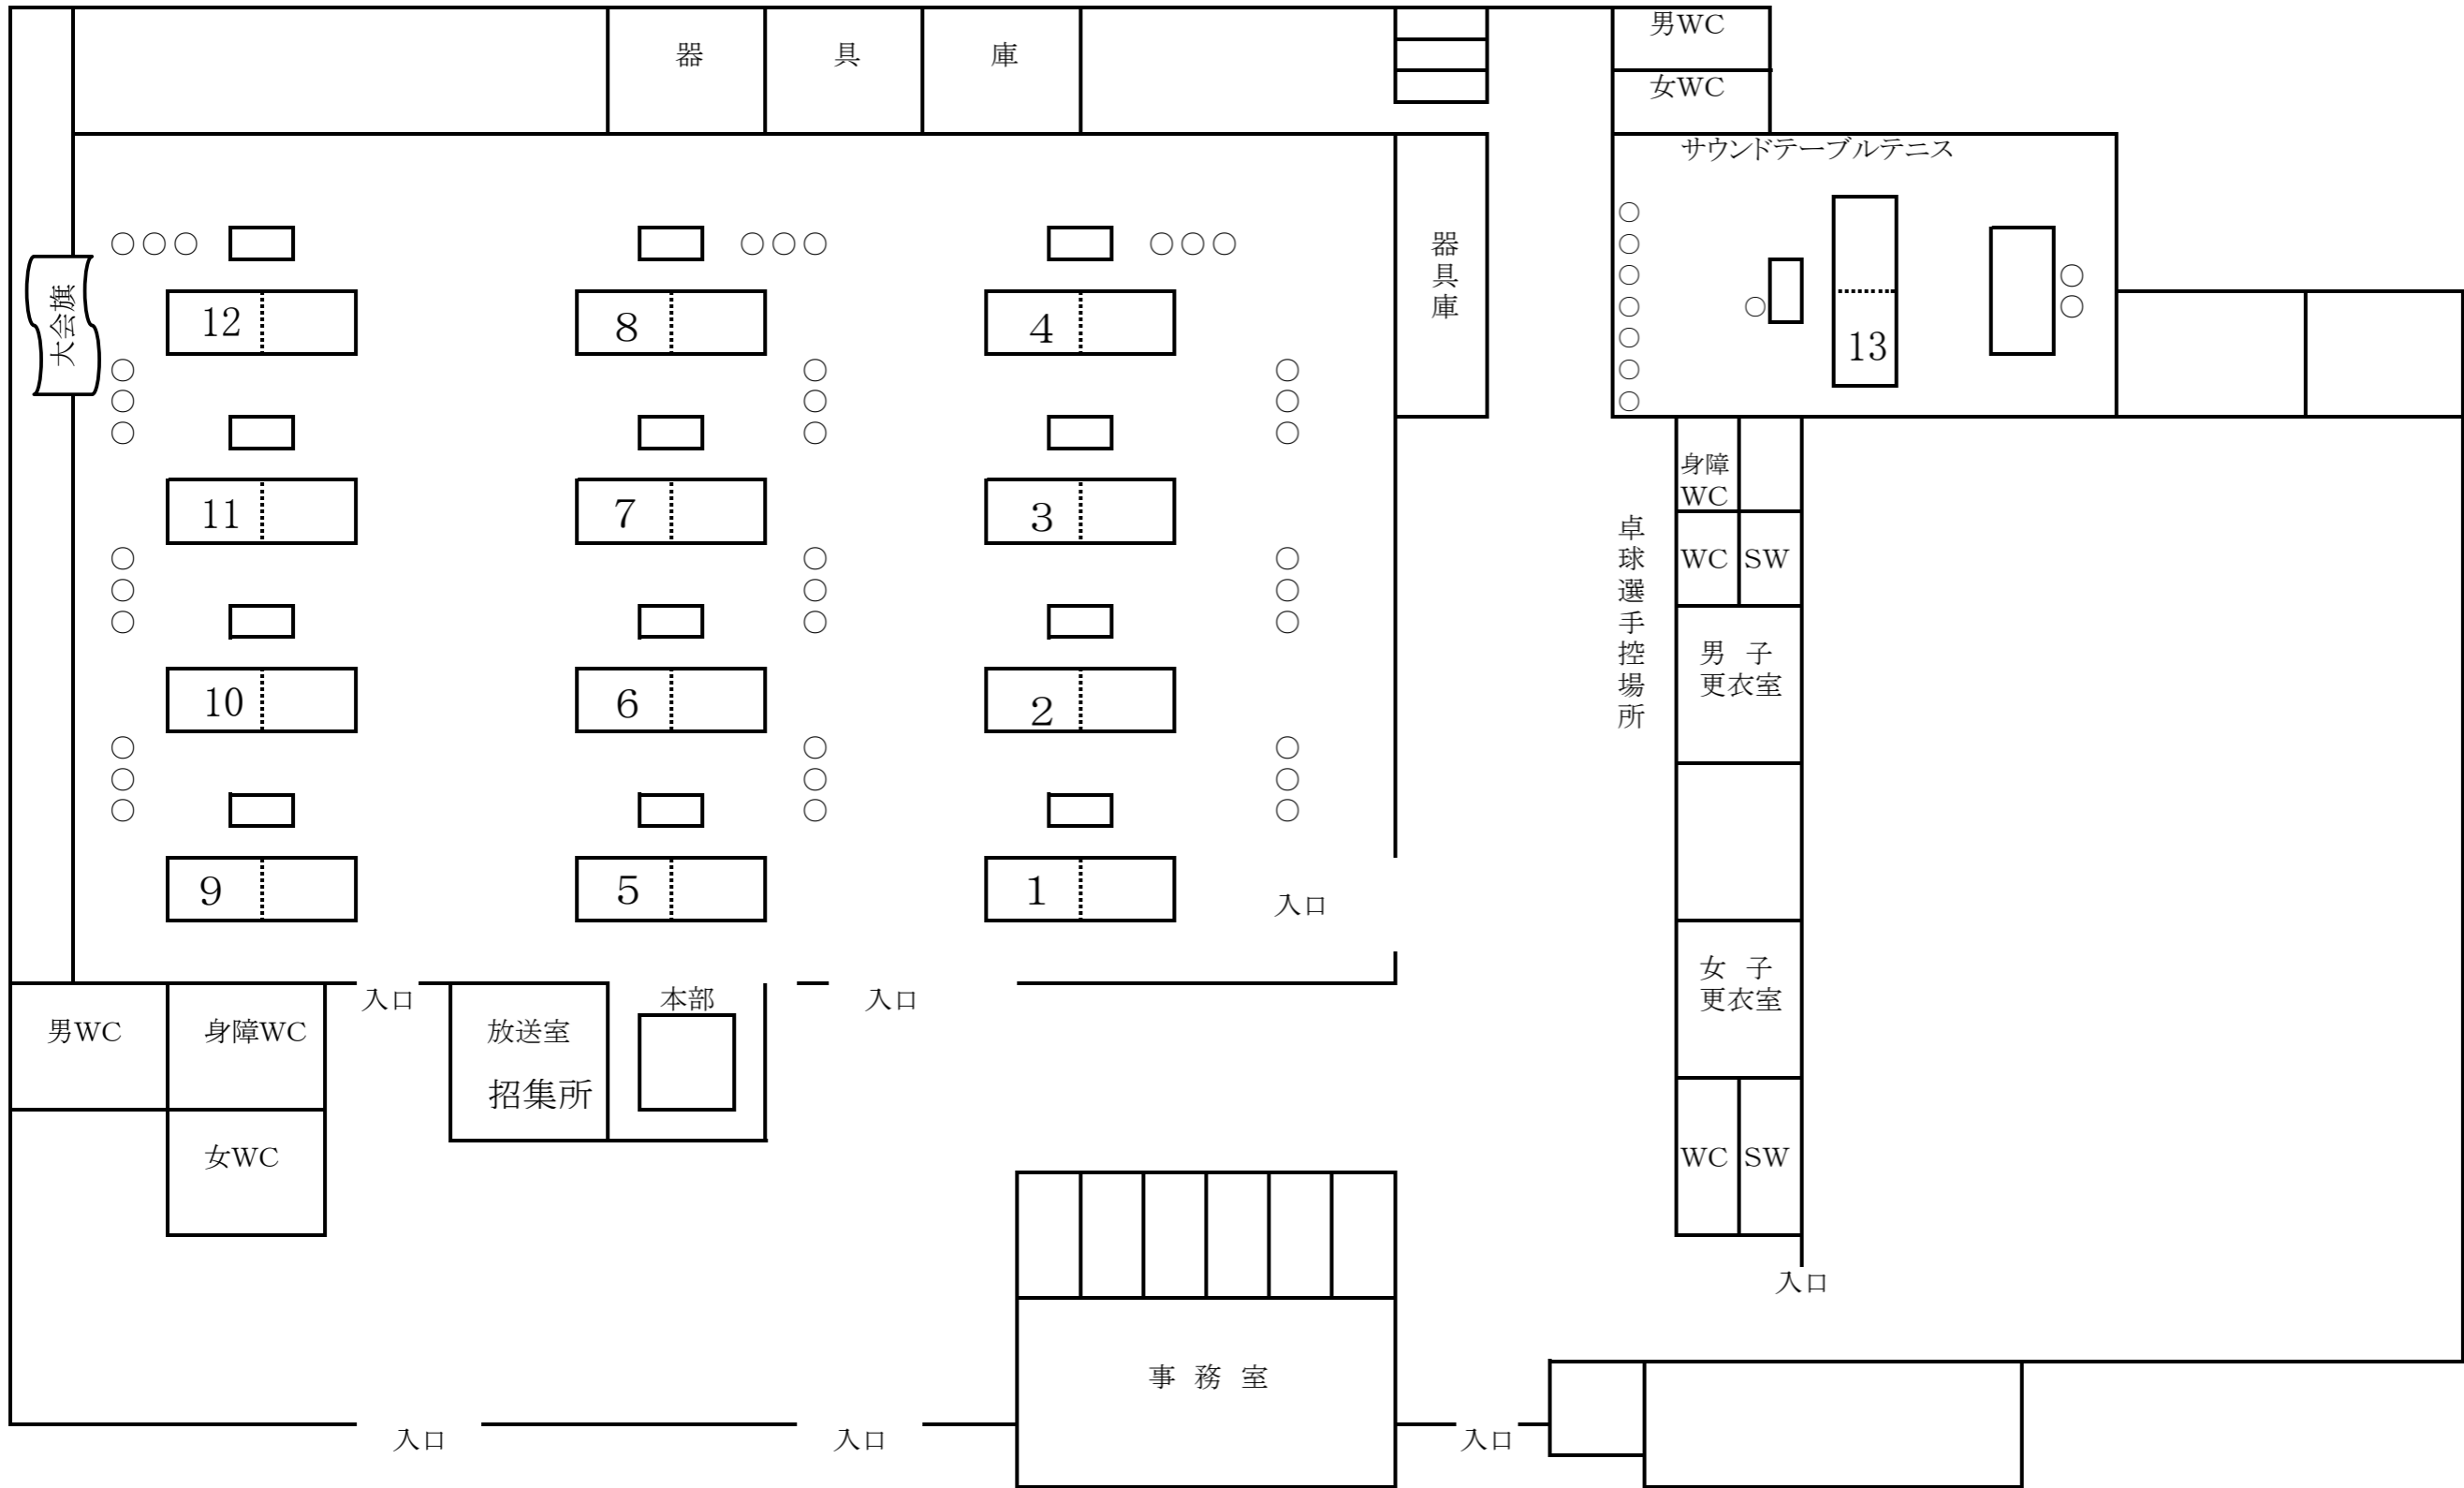 器 具 庫
男WC
女WC
サウンドテーブルテニス
○○○
○○○
○○○
大会旗
12
8
4
器具庫
○○○○○○○
○
13
○○
○○○
○○○
○○○
11
7
3
身障
WC
WC
SW
卓球選手控場所
○○○
○○○
○○○
10
6
2
男 子
更衣室
○○○
○○○
○○○
9
5
1
入口
女 子
更衣室
入口
本部
入口
男WC
身障WC
放送室
招集所
女WC
WC
SW
入口
事 務 室
入口
入口
入口